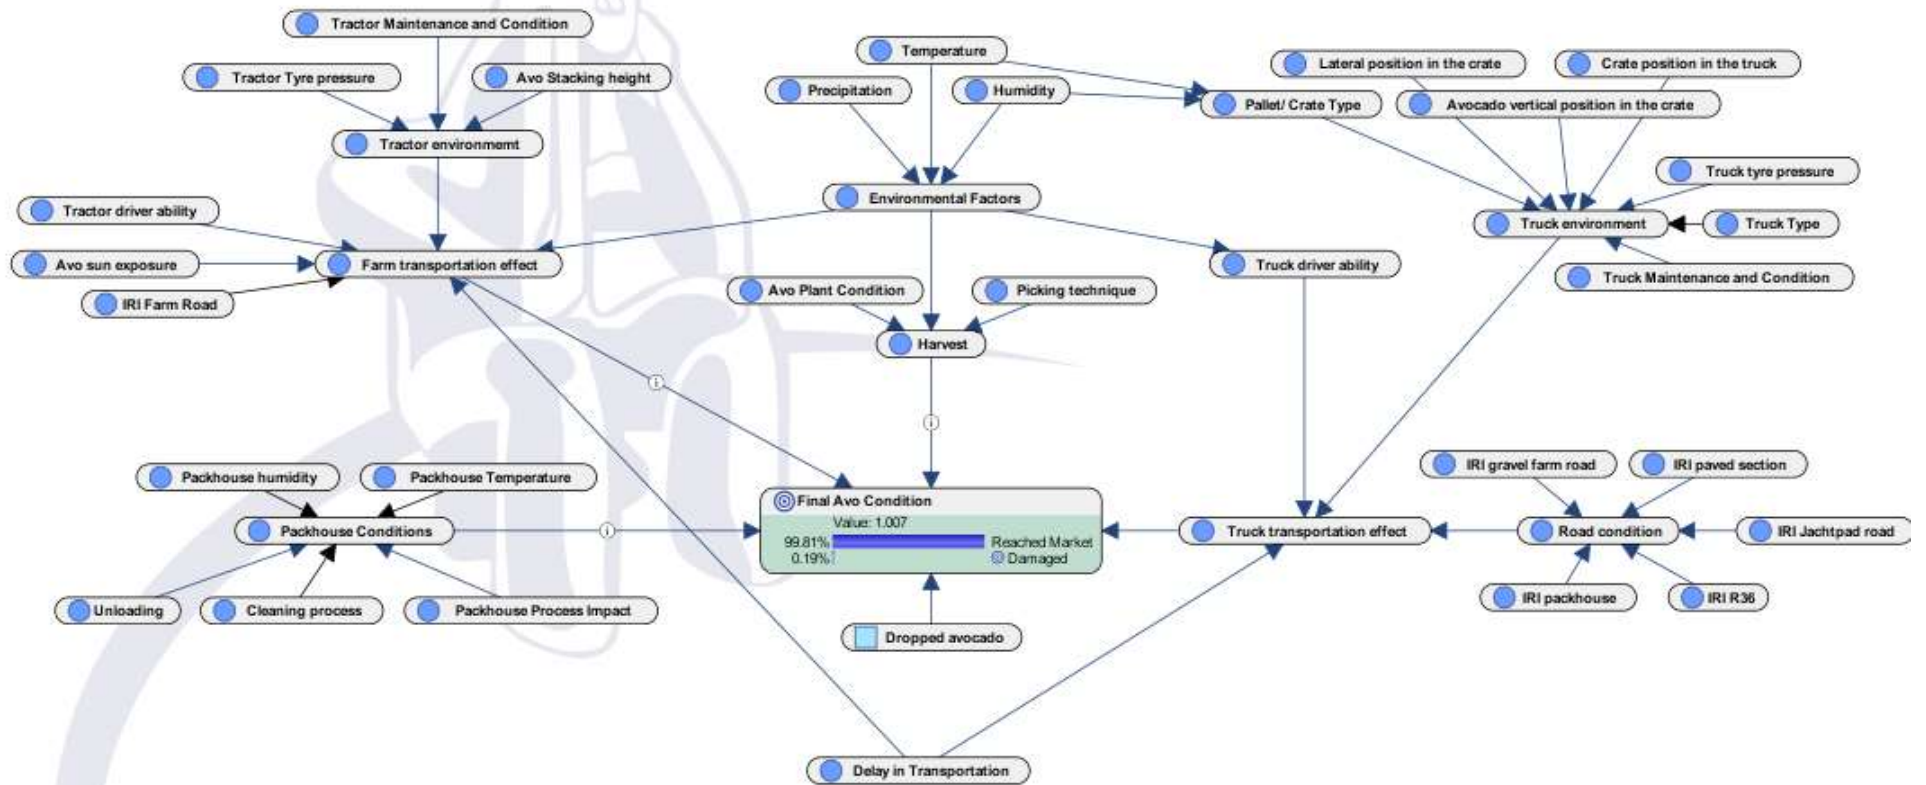 Tractor Maintenance and Condition
Temperature
Lateral position in the crate
Crate position in the truck
Tractor Tyre pressure
Avo Stacking height
Precipitation
Humidity
Pallet/ Crate Type
Avocado vertical position in the crate
Tractor environmemt
Truck tyre pressure
Environmental Factors
Tractor driver ability
Truck environment
Truck Type
Avo sun exposure
Farm transportation effect
Truck driver ability
Truck Maintenance and Condition
IRI Farm Road
Avo Plant Condition
Picking technique
Harvest
i
i
Packhouse humidity
Packhouse Temperature
IRI gravel farm road
IRI paved section
Final Avo Condition
Value: 1.007
99.81% Reached Market
0.19% Damaged
Packhouse Conditions
i
Truck transportation effect
Road condition
IRI Jachtpad road
Unloading
Cleaning process
Packhouse Process Impact
IRI packhouse
IRI R36
Dropped avocado
Delay in Transportation